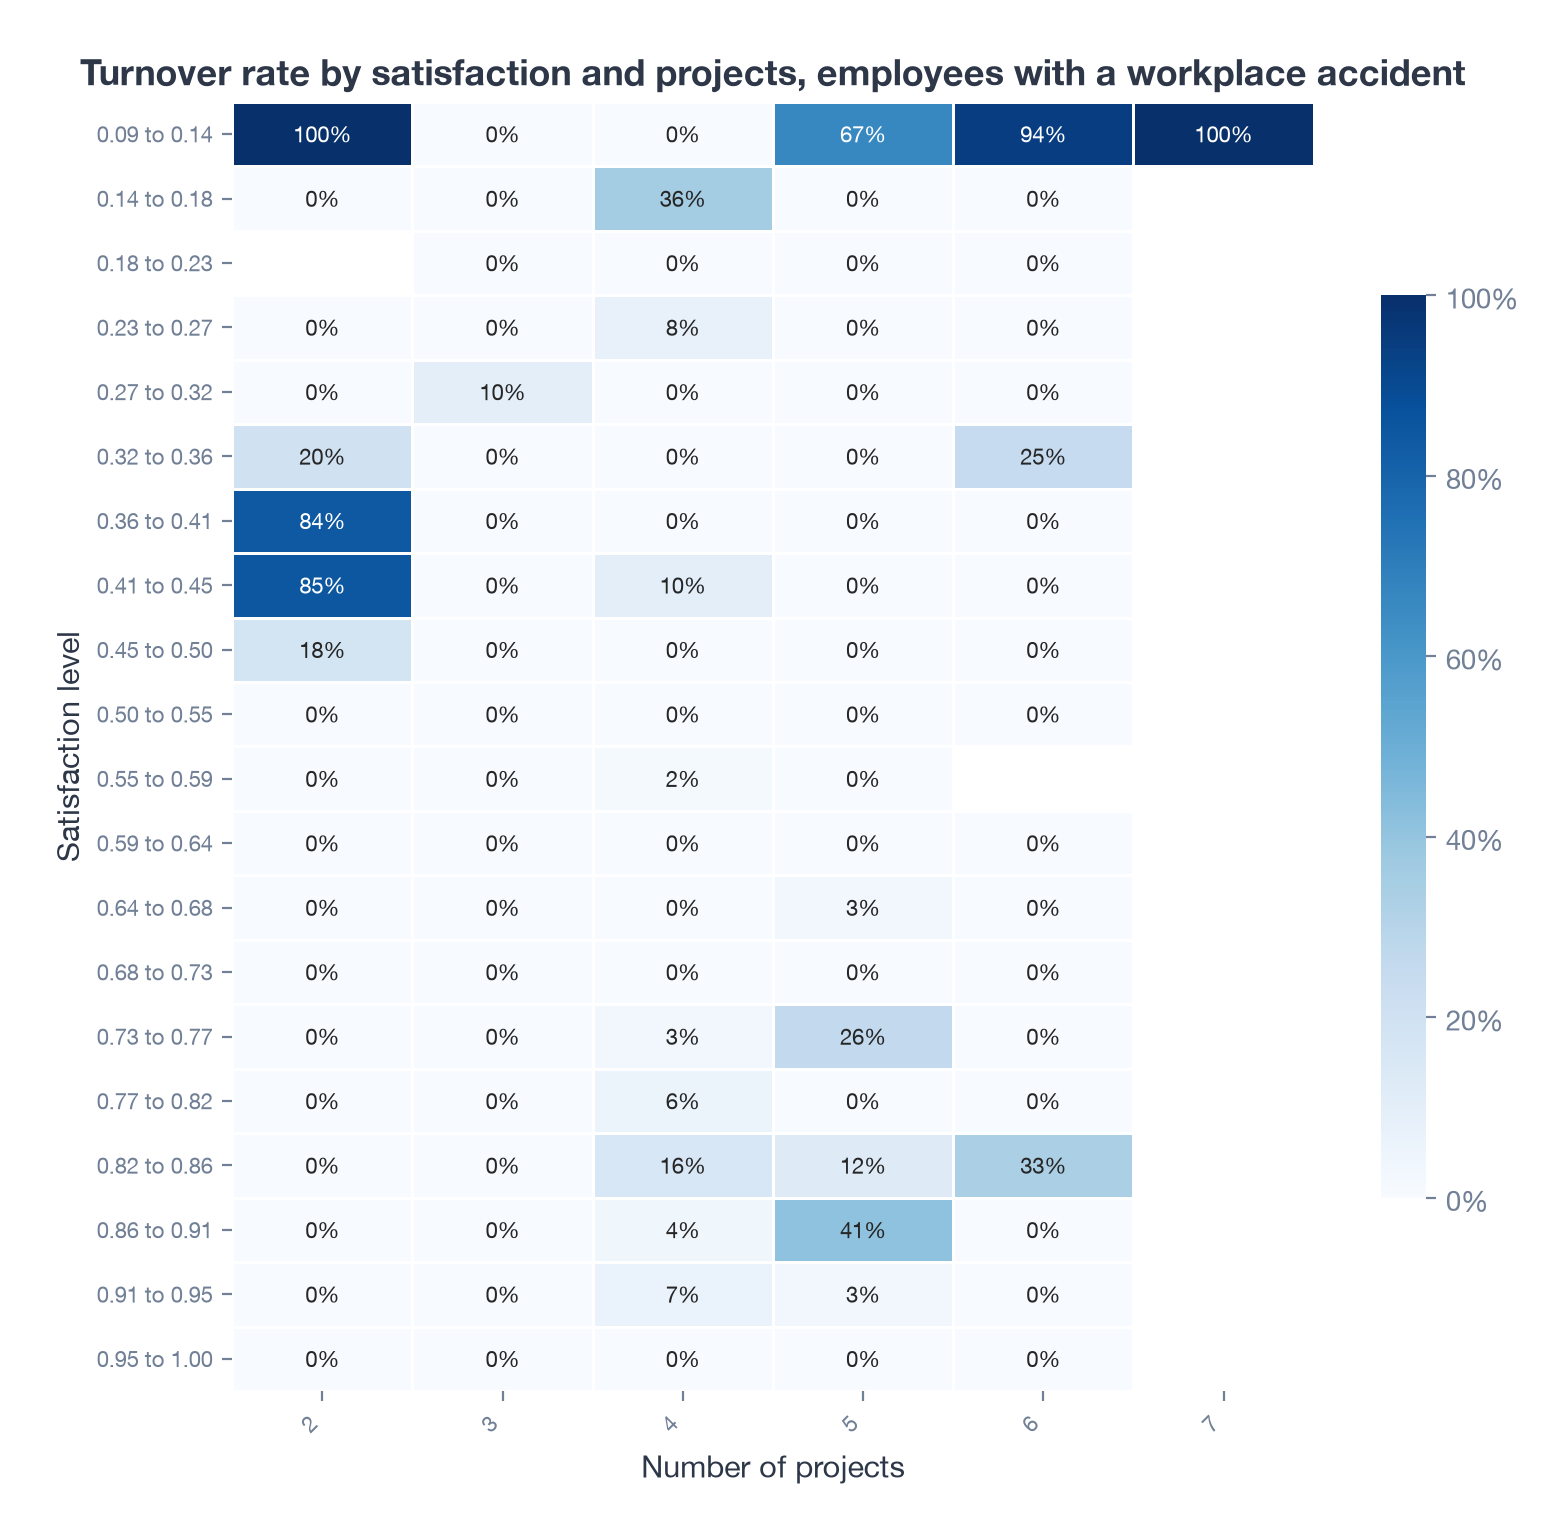 Turnover rate by satisfaction and projects, employees with a workplace accident
0.09 to 0.14 100% 0% 0% 67% 94% 100%
0.14 to 0.18 0% 0% 36% 0% 0%
0.18 to 0.23 0% 0% 0% 0%
0.23 to 0.27 0% 0% 8% 0% 0%
0.27 to 0.32 0% 10% 0% 0% 0%
0.32 to 0.36 20% 0% 0% 0% 25%
0.36 to 0.41 84% 0% 0% 0% 0%
0.41 to 0.45 85% 0% 10% 0% 0%
0.45 to 0.50 18% 0% 0% 0% 0%
0.50 to 0.55 0% 0% 0% 0% 0%
0.55 to 0.59 0% 0% 2% 0%
0.59 to 0.64 0% 0% 0% 0% 0%
0.64 to 0.68 0% 0% 0% 3% 0%
0.68 to 0.73 0% 0% 0% 0% 0%
0.73 to 0.77 0% 0% 3% 26% 0%
0.77 to 0.82 0% 0% 6% 0% 0%
0.82 to 0.86 0% 0% 16% 12% 33%
0.86 to 0.91 0% 0% 4% 41% 0%
0.91 to 0.95 0% 0% 7% 3% 0%
0.95 to 1.00 0% 0% 0% 0% 0%
2 3 4 5 6 7
Number of projects
Satisfaction level
100%
80%
60%
40%
20%
0%